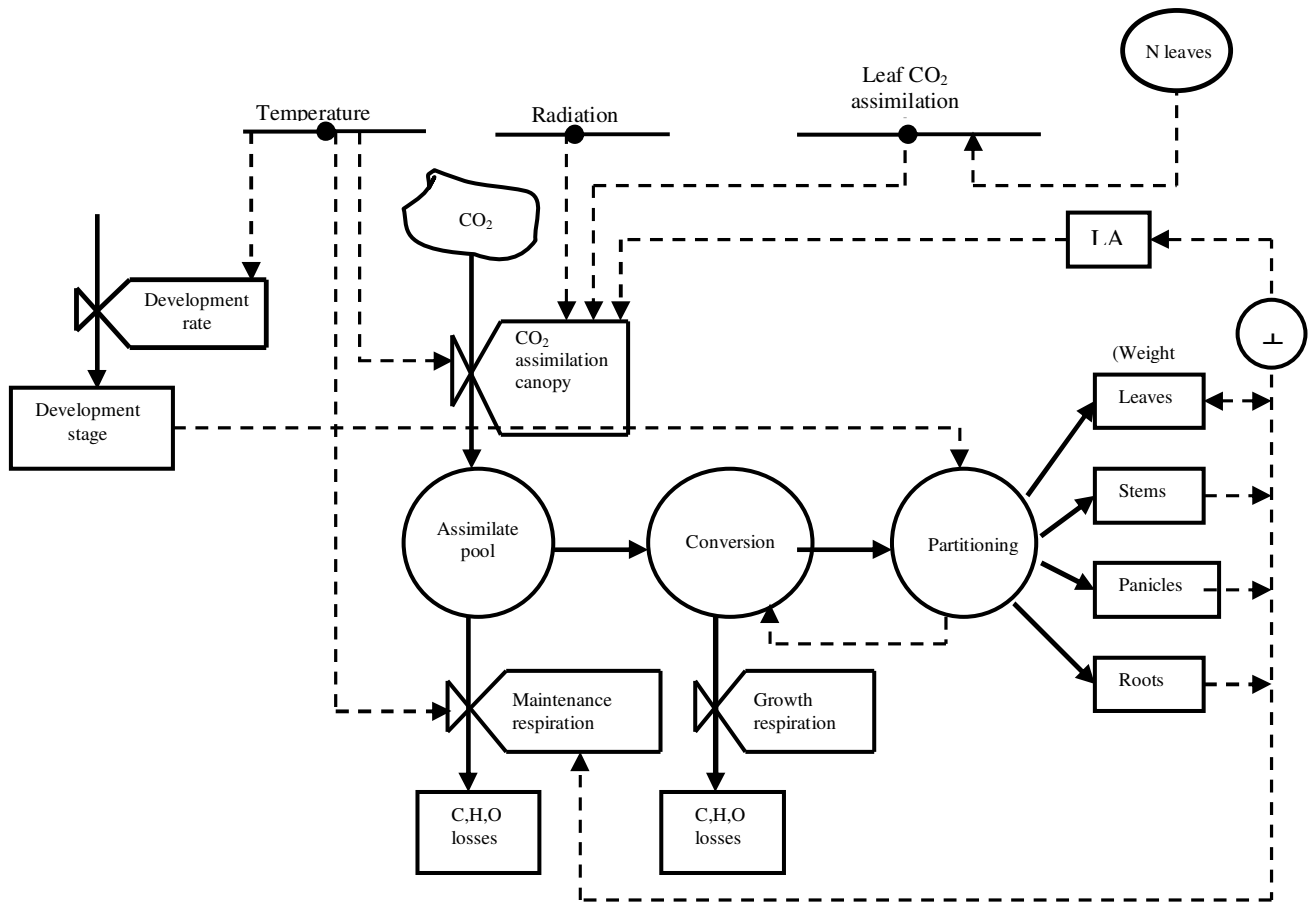 N leaves
Leaf CO₂
assimilation
Temperature
Radiation
CO₂
LA
Development
rate
CO₂
assimilation
canopy
(Weight
Leaves
Development
stage
Stems
Assimilate
pool
Conversion
Partitioning
Panicles
Roots
Maintenance
respiration
Growth
respiration
C,H,O
losses
C,H,O
losses